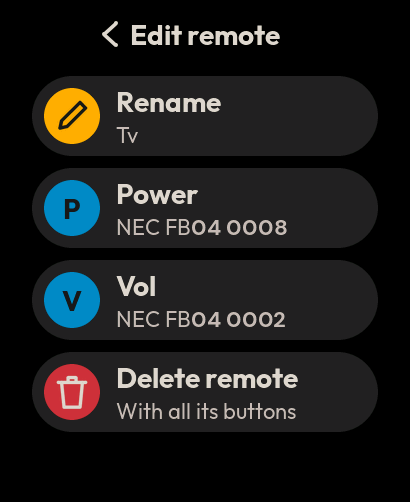 Edit remote
Rename
Tv
P
Power
NEC FB04 0008
V
Vol
NEC FB04 0002
Delete remote
With all its buttons